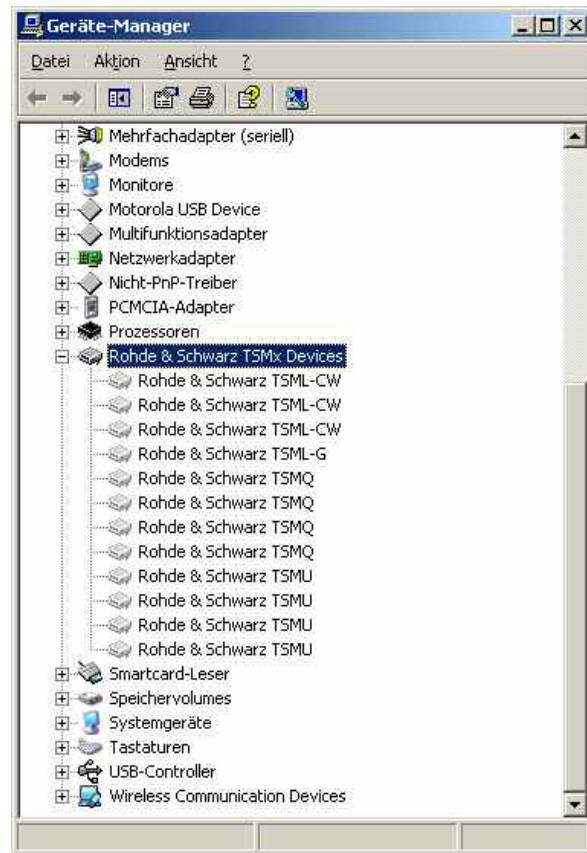 Geräte-Manager
Datei Aktion Ansicht ?
Mehrfachadapter (seriell)
Modems
Monitore
Motorola USB Device
Multifunktionsadapter
Netzwerkadapter
Nicht-PnP-Treiber
PCMCIA-Adapter
Prozessoren
Rohde & Schwarz TSMx Devices
Rohde & Schwarz TSML-CW
Rohde & Schwarz TSML-CW
Rohde & Schwarz TSML-CW
Rohde & Schwarz TSML-G
Rohde & Schwarz TSMQ
Rohde & Schwarz TSMQ
Rohde & Schwarz TSMQ
Rohde & Schwarz TSMQ
Rohde & Schwarz TSMU
Rohde & Schwarz TSMU
Rohde & Schwarz TSMU
Rohde & Schwarz TSMU
Smartcard-Leser
Speichervolumes
Systemgeräte
Tastaturen
USB-Controller
Wireless Communication Devices